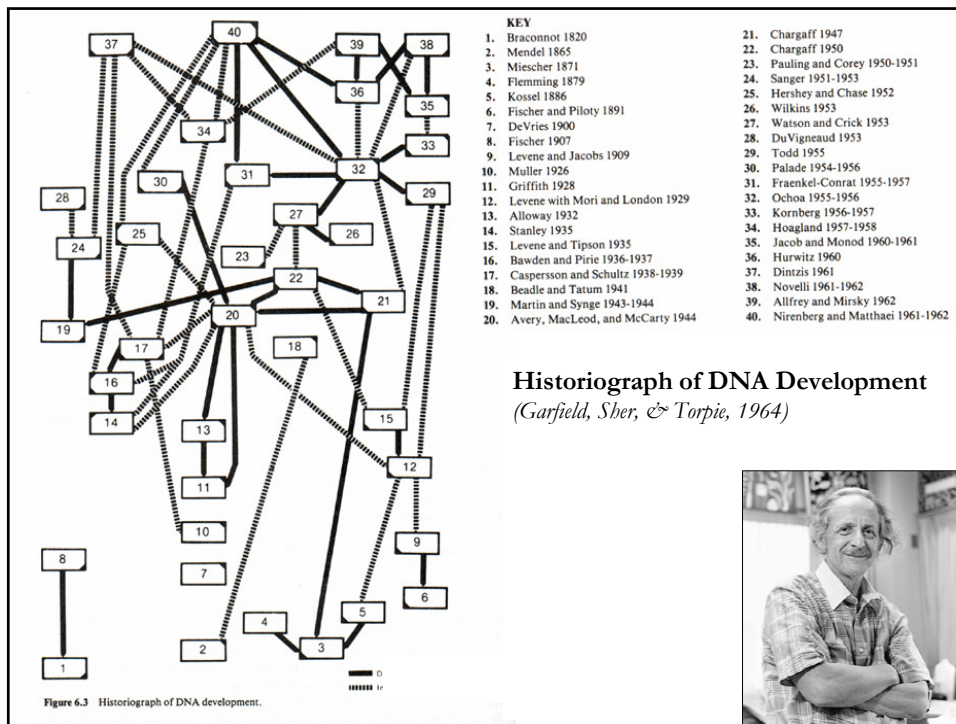 37
40
39
38
36
35
34
33
32
31
30
29
28
27
26
25
24
23
22
21
20
19
18
17
16
15
14
13
12
11
10
9
8
7
6
5
4
3
2
1
D
Figure 6.3 Historiograph of DNA development.
KEY
1. Braconnot 1820
2. Mendel 1865
3. Miescher 1871
4. Flemming 1879
5. Kossel 1886
6. Fischer and Piloty 1891
7. DeVries 1900
8. Fischer 1907
9. Levene and Jacobs 1909
10. Muller 1926
11. Griffith 1928
12. Levene with Mori and London 1929
13. Alloway 1932
14. Stanley 1935
15. Levene and Tipson 1935
16. Bawden and Pirie 1936-1937
17. Caspersson and Schultz 1938-1939
18. Beadle and Tatum 1941
19. Martin and Synge 1943-1944
20. Avery, MacLeod, and McCarty 1944
21. Chargaff 1947
22. Chargaff 1950
23. Pauling and Corey 1950-1951
24. Sanger 1951-1953
25. Hershey and Chase 1952
26. Wilkins 1953
27. Watson and Crick 1953
28. DuVigneaud 1953
29. Todd 1955
30. Palade 1954-1956
31. Fraenkel-Conrat 1955-1957
32. Ochoa 1955-1956
33. Kornberg 1956-1957
34. Hoagland 1957-1958
35. Jacob and Monod 1960-1961
36. Hurwitz 1960
37. Dintzis 1961
38. Novelli 1961-1962
39. Allfrey and Mirsky 1962
40. Nirenberg and Matthaei 1961-1962
Historiograph of DNA Development
(Garfield, Sher, & Torpie, 1964)